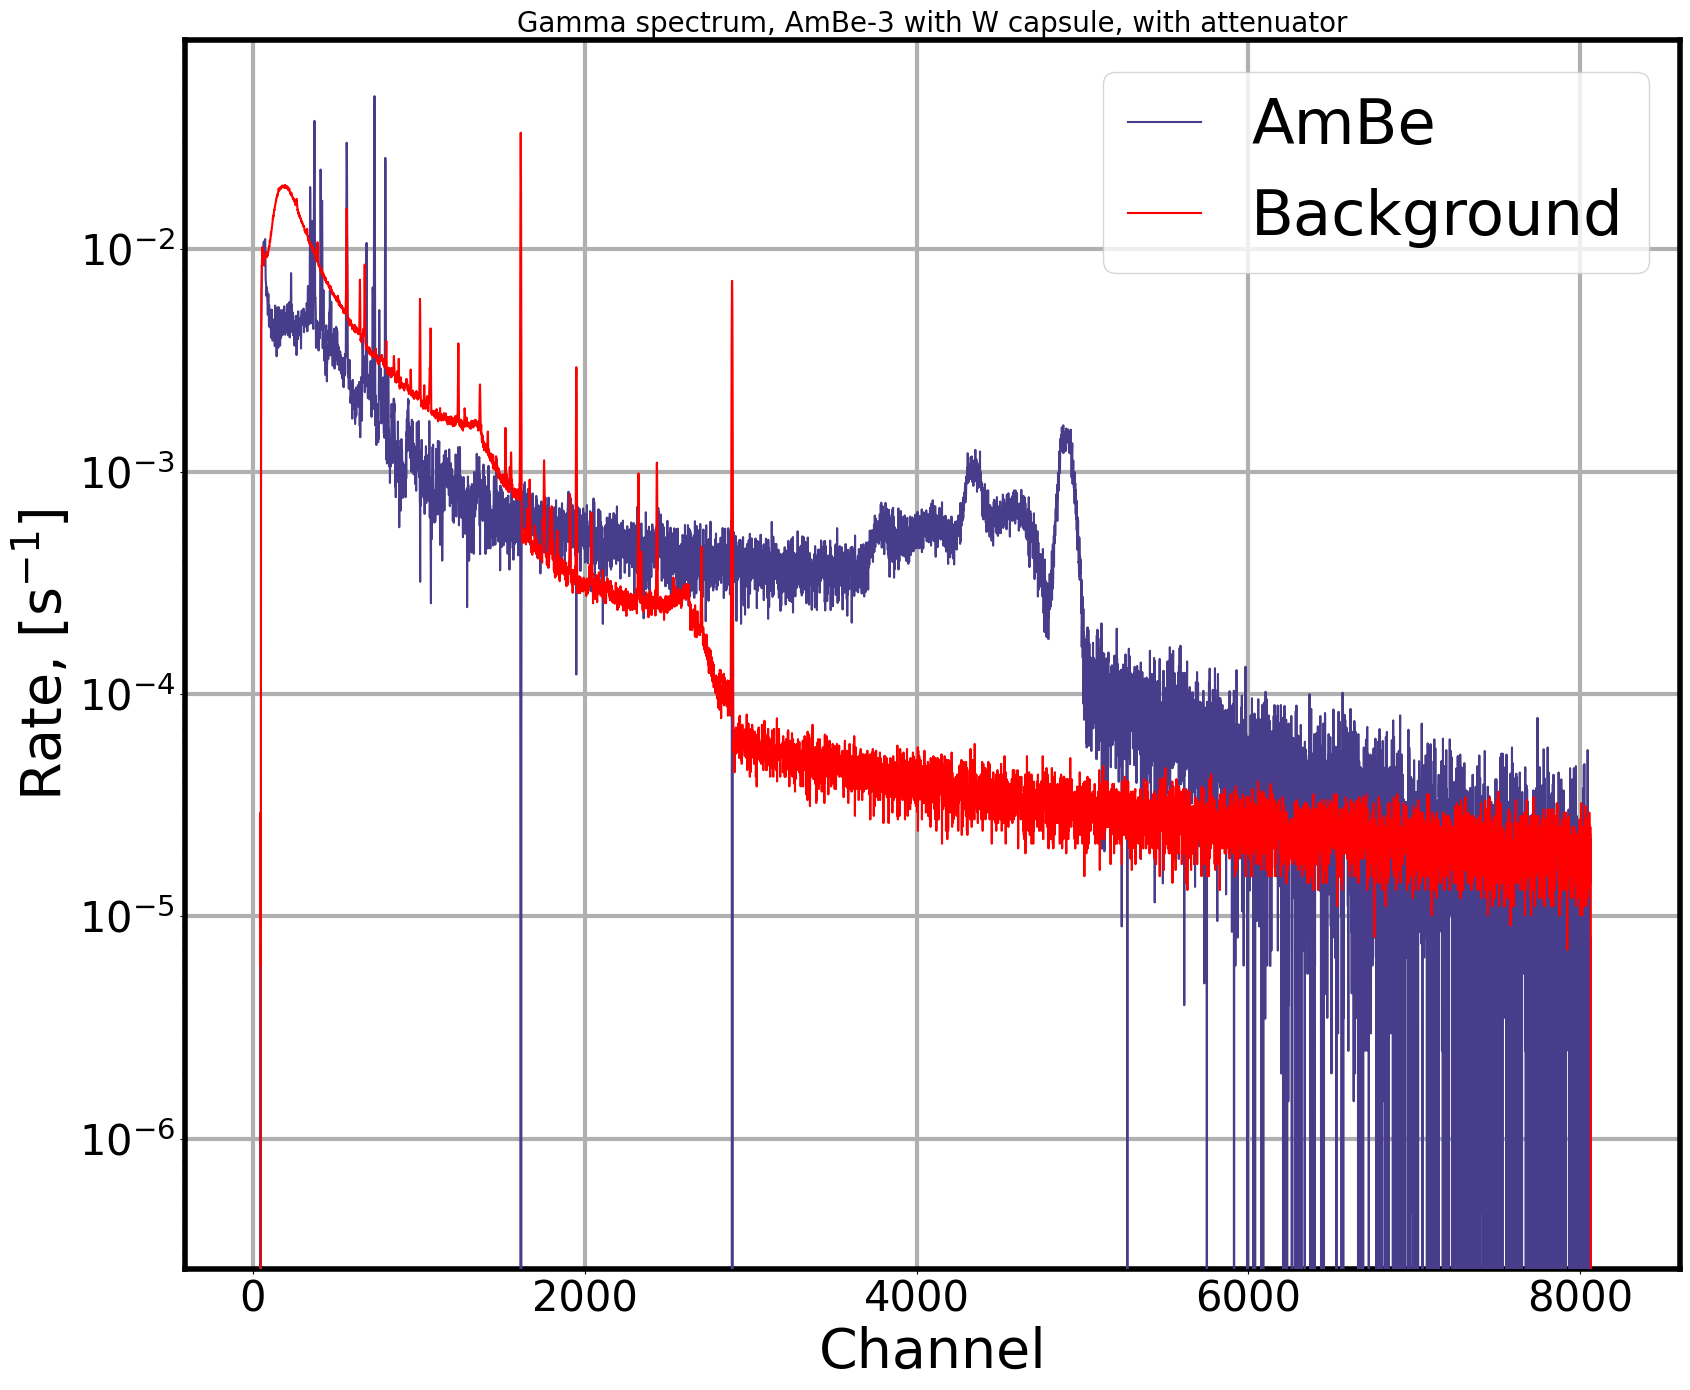 Gamma spectrum, AmBe-3 with W capsule, with attenuator
AmBe
Background
10⁻²
10⁻³
10⁻⁴
10⁻⁵
10⁻⁶
Rate, [s⁻¹]
0 2000 4000 6000 8000
Channel